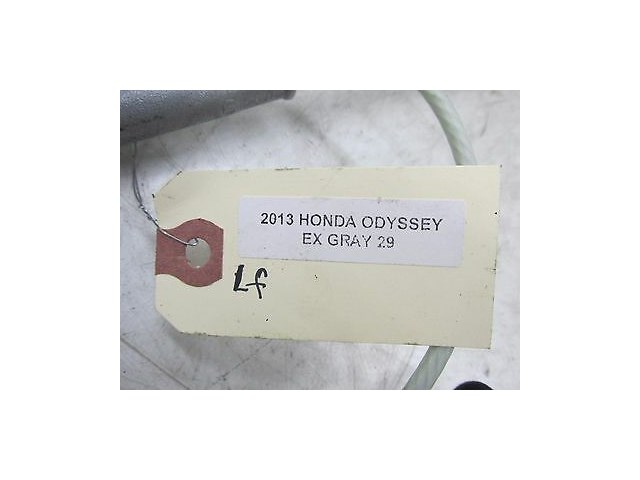 2013 HONDA ODYSSEY
EX GRAY 29
Lf